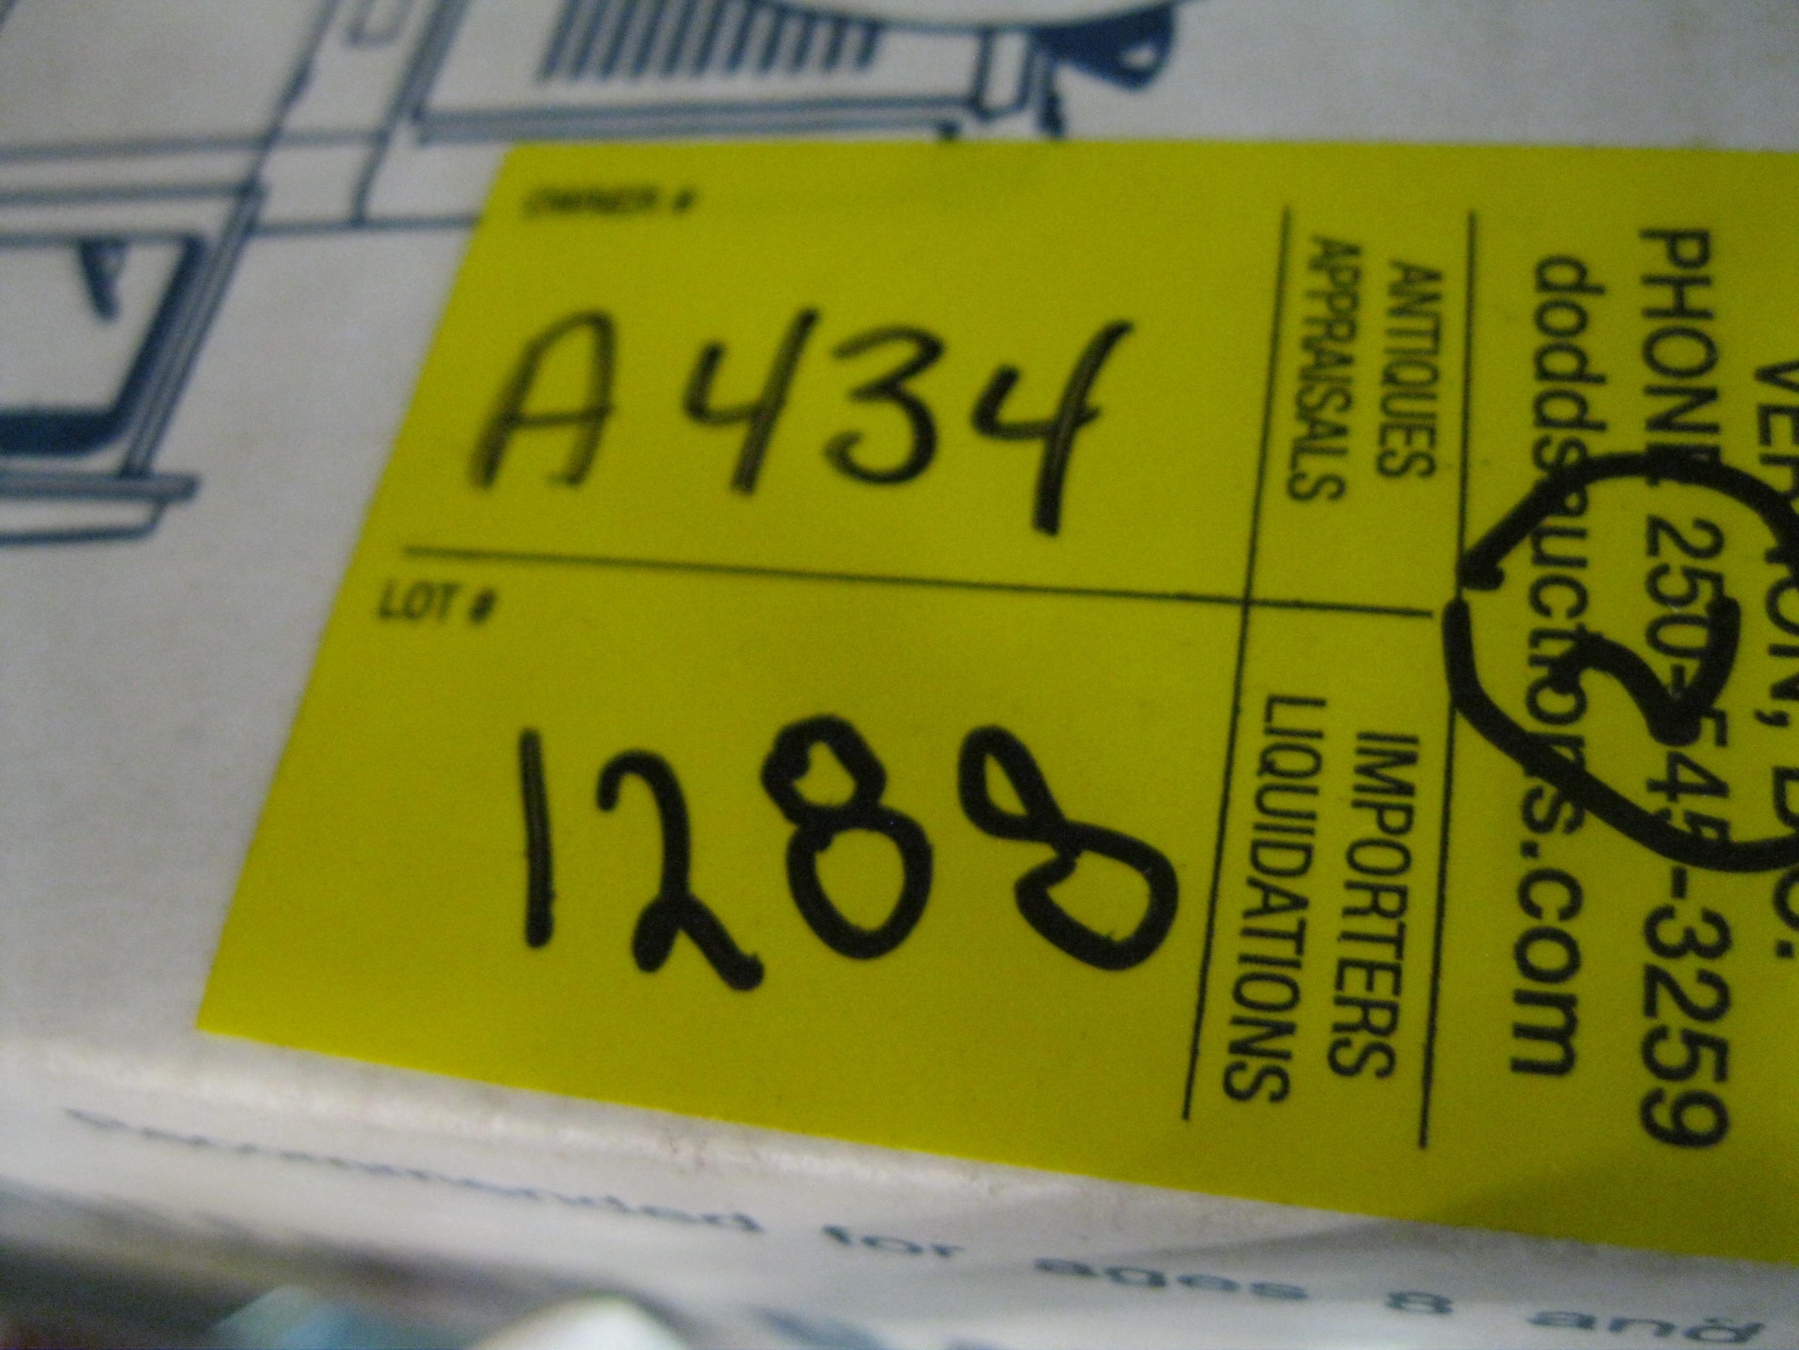 OWNER #
A434
LOT #
1288
ANTIQUES
APPRAISALS
IMPORTERS
LIQUIDATIONS
PHONE 250-545-3259
doddsauctions.com
2
for ages 8 and